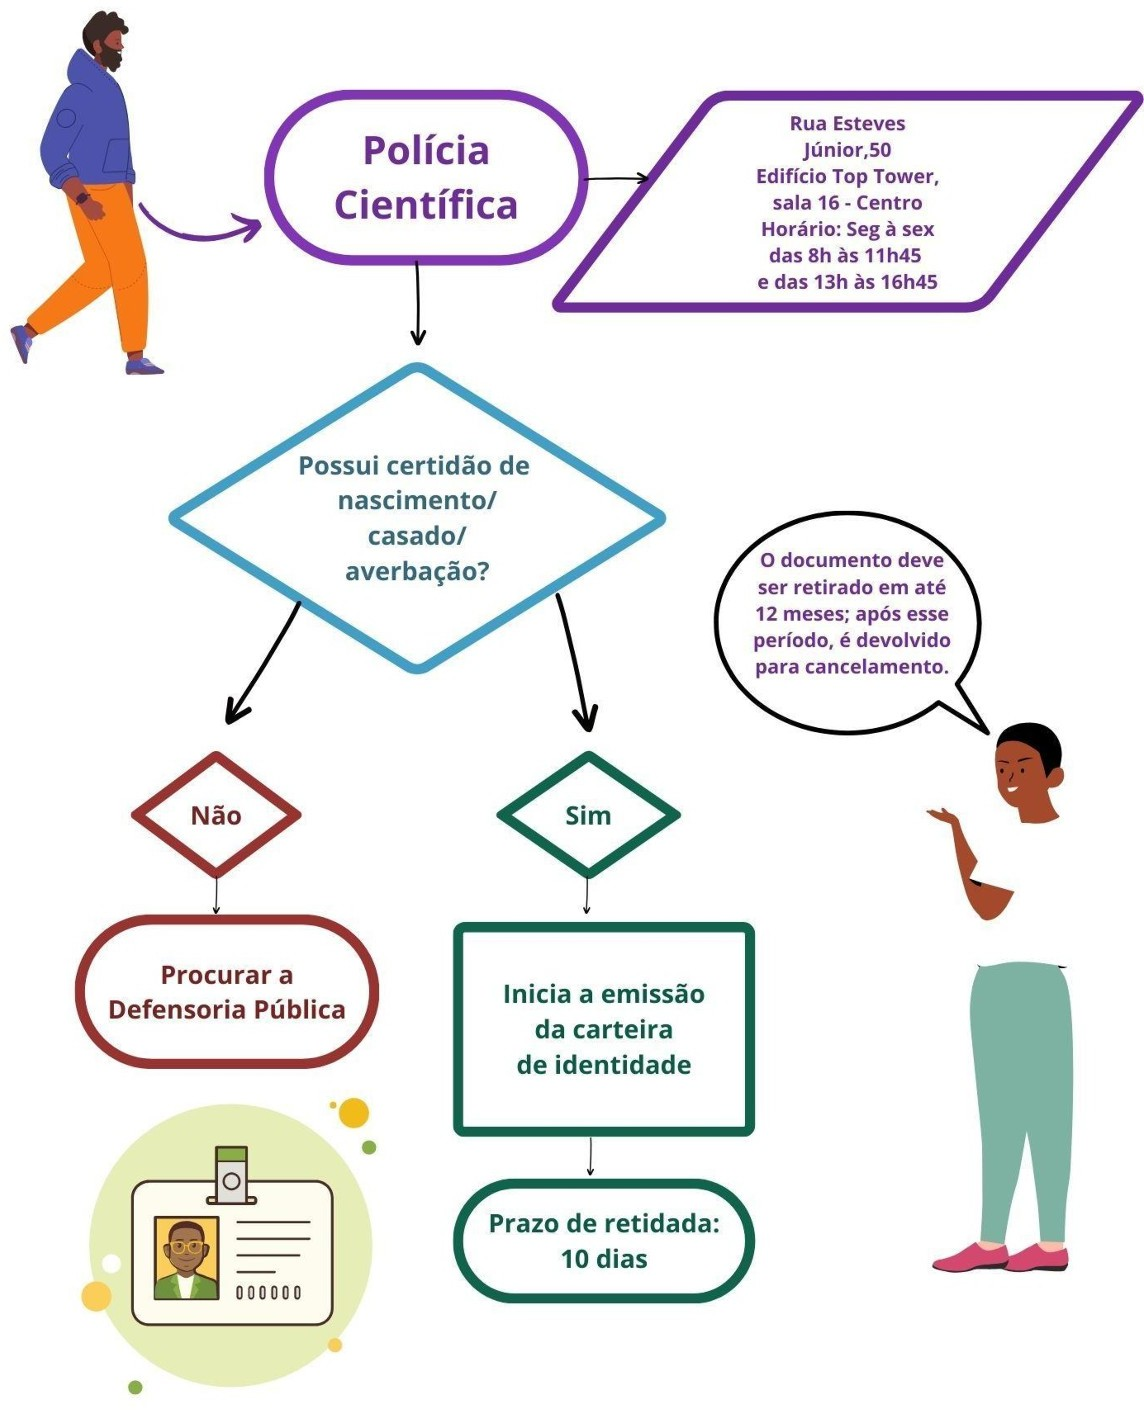 Polícia
Científica
Rua Esteves
Júnior,50
Edifício Top Tower,
sala 16 - Centro
Horário: Seg à sex
das 8h às 11h45
e das 13h às 16h45
Possui certidão de
nascimento/
casado/
averbação?
O documento deve
ser retirado em até
12 meses; após esse
período, é devolvido
para cancelamento.
Não
Sim
Procurar a
Defensoria Pública
Inicia a emissão
da carteira
de identidade
Prazo de retidada:
10 dias